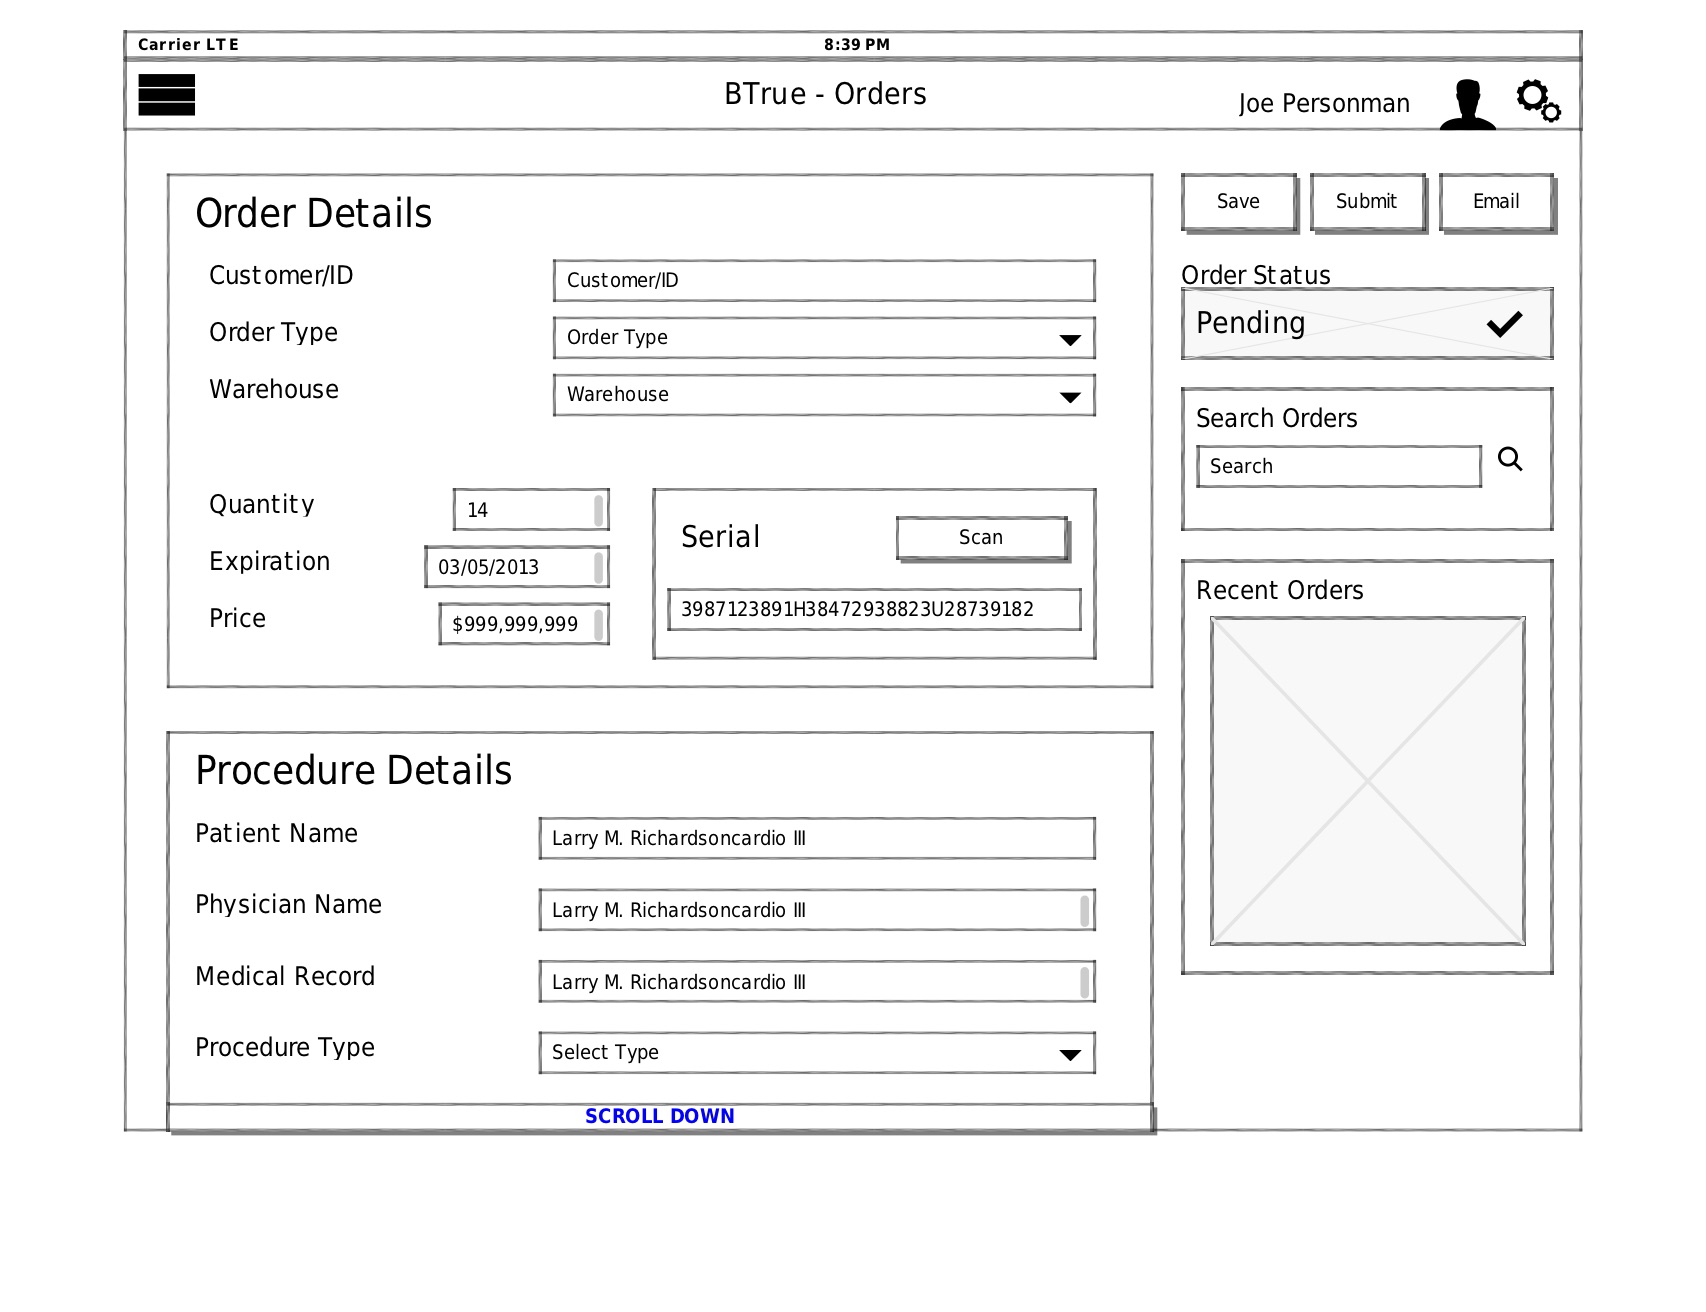 Carrier LTE
8:39 PM
BTrue - Orders
Joe Personman
Order Details
Customer/ID
Customer/ID
Order Type
Order Type
Warehouse
Warehouse
Quantity
14
Expiration
03/05/2013
Price
$999,999,999
Serial
Scan
3987123891H38472938823U28739182
Procedure Details
Patient Name
Larry M. Richardsoncardio III
Physician Name
Larry M. Richardsoncardio III
Medical Record
Larry M. Richardsoncardio III
Procedure Type
Select Type
SCROLL DOWN
Save
Submit
Email
Order Status
Pending
Search Orders
Search
Recent Orders